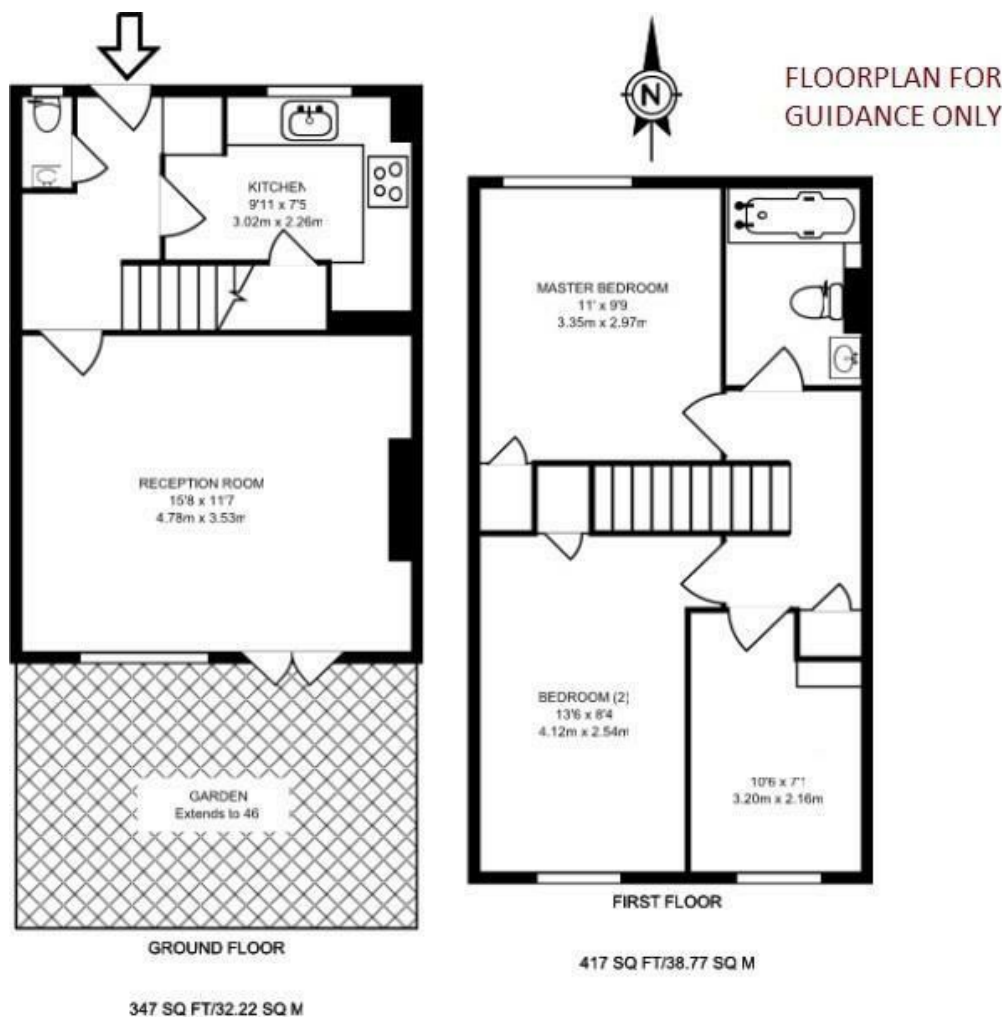 FLOORPLAN FOR
GUIDANCE ONLY
N
KITCHEN
9'11 x 7'5
3.02m x 2.26m
RECEPTION ROOM
15'8 x 11'7
4.78m x 3.53m
GARDEN
Extends to 46
GROUND FLOOR
347 SQ FT/32.22 SQ M
MASTER BEDROOM
11' x 9'9
3.35m x 2.97m
BEDROOM (2)
13'6 x 8'4
4.12m x 2.54m
10'6 x 7'1
3.20m x 2.16m
FIRST FLOOR
417 SQ FT/38.77 SQ M